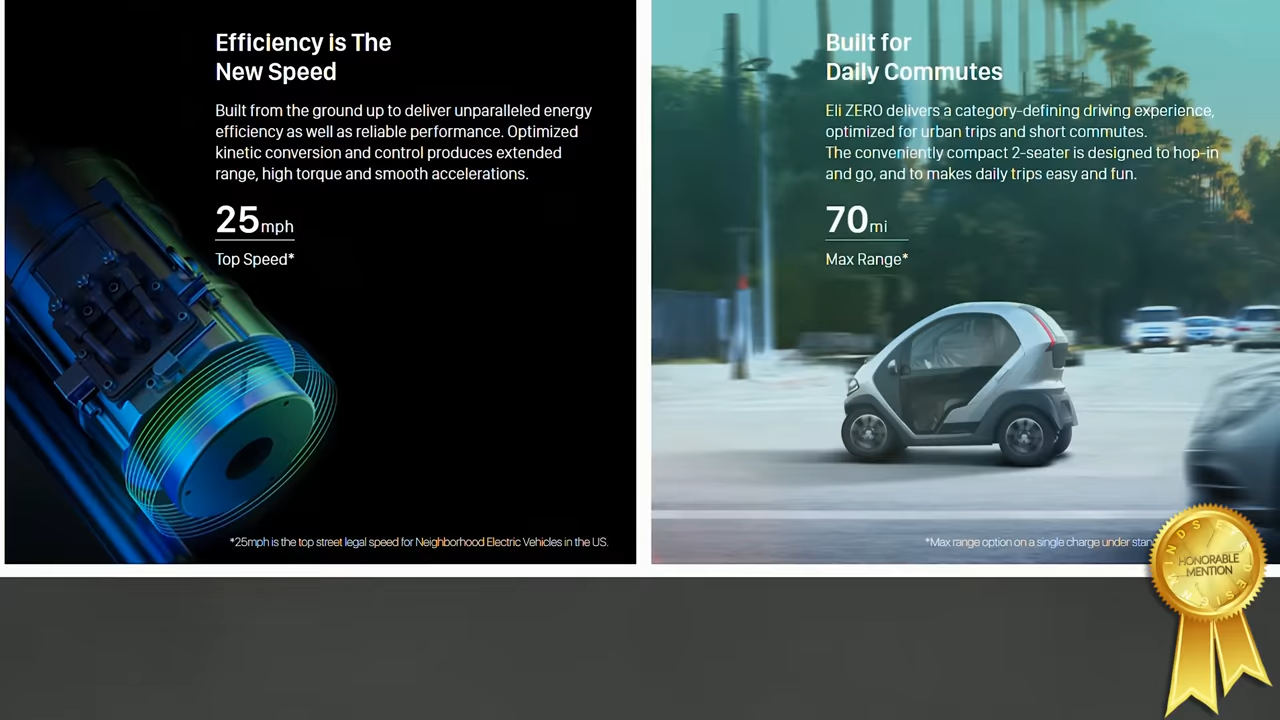 Efficiency is The
New Speed
Built from the ground up to deliver unparalleled energy
efficiency as well as reliable performance. Optimized
kinetic conversion and control produces extended
range, high torque and smooth accelerations.
25mph
Top Speed*
*25mph is the top street legal speed for Neighborhood Electric Vehicles in the US.
Built for
Daily Commutes
Eli ZERO delivers a category-defining driving experience,
optimized for urban trips and short commutes.
The conveniently compact 2-seater is designed to hop-in
and go, and to makes daily trips easy and fun.
70mi
Max Range*
*Max range option on a single charge under
MINDSET
HONORABLE
MENTION
DESIGN